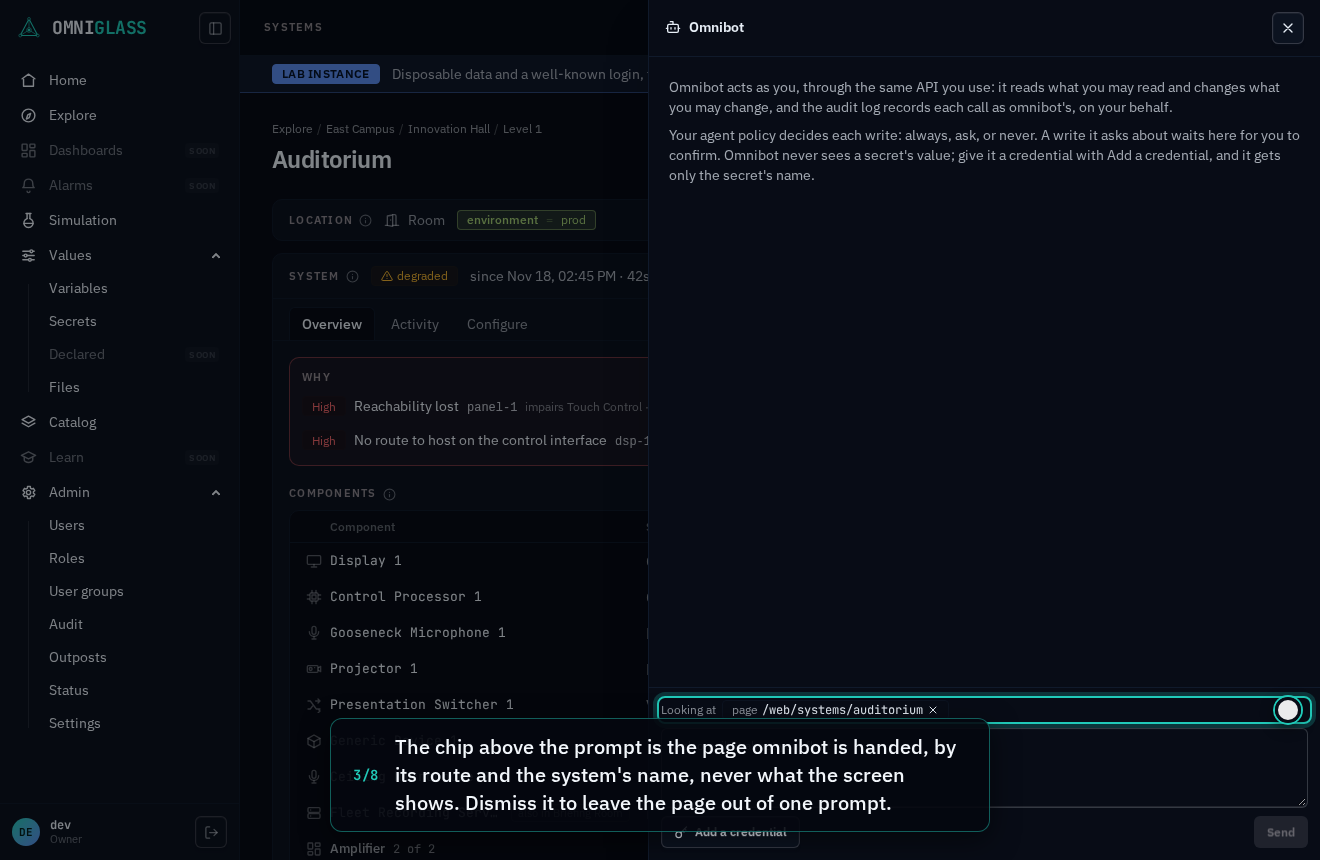 OMNIGLASS
Home
Explore
Dashboards SOON
Alarms SOON
Simulation
Values
Variables
Secrets
Declared SOON
Files
Catalog
Learn SOON
Admin
Users
Roles
User groups
Audit
Outposts
Status
Settings
DE dev
Owner
SYSTEMS
LAB INSTANCE Disposable data and a well-known login,
Explore / East Campus / Innovation Hall / Level 1
Auditorium
LOCATION Room environment = prod
SYSTEM degraded since Nov 18, 02:45 PM · 42s
Overview Activity Configure
WHY
High Reachability lost panel-1 impairs Touch Control
High No route to host on the control interface dsp-1
COMPONENTS
Component
Display 1
Control Processor 1
Gooseneck Microphone 1
Projector 1
Presentation Switcher 1
Amplifier 2 of 2
Omnibot
Omnibot acts as you, through the same API you use: it reads what you may read and changes what
you may change, and the audit log records each call as omnibot's, on your behalf.
Your agent policy decides each write: always, ask, or never. A write it asks about waits here for you to
confirm. Omnibot never sees a secret's value; give it a credential with Add a credential, and it gets
only the secret's name.
Looking at page /web/systems/auditorium
3/8
The chip above the prompt is the page omnibot is handed, by
its route and the system's name, never what the screen
shows. Dismiss it to leave the page out of one prompt.
Add a credential
Send